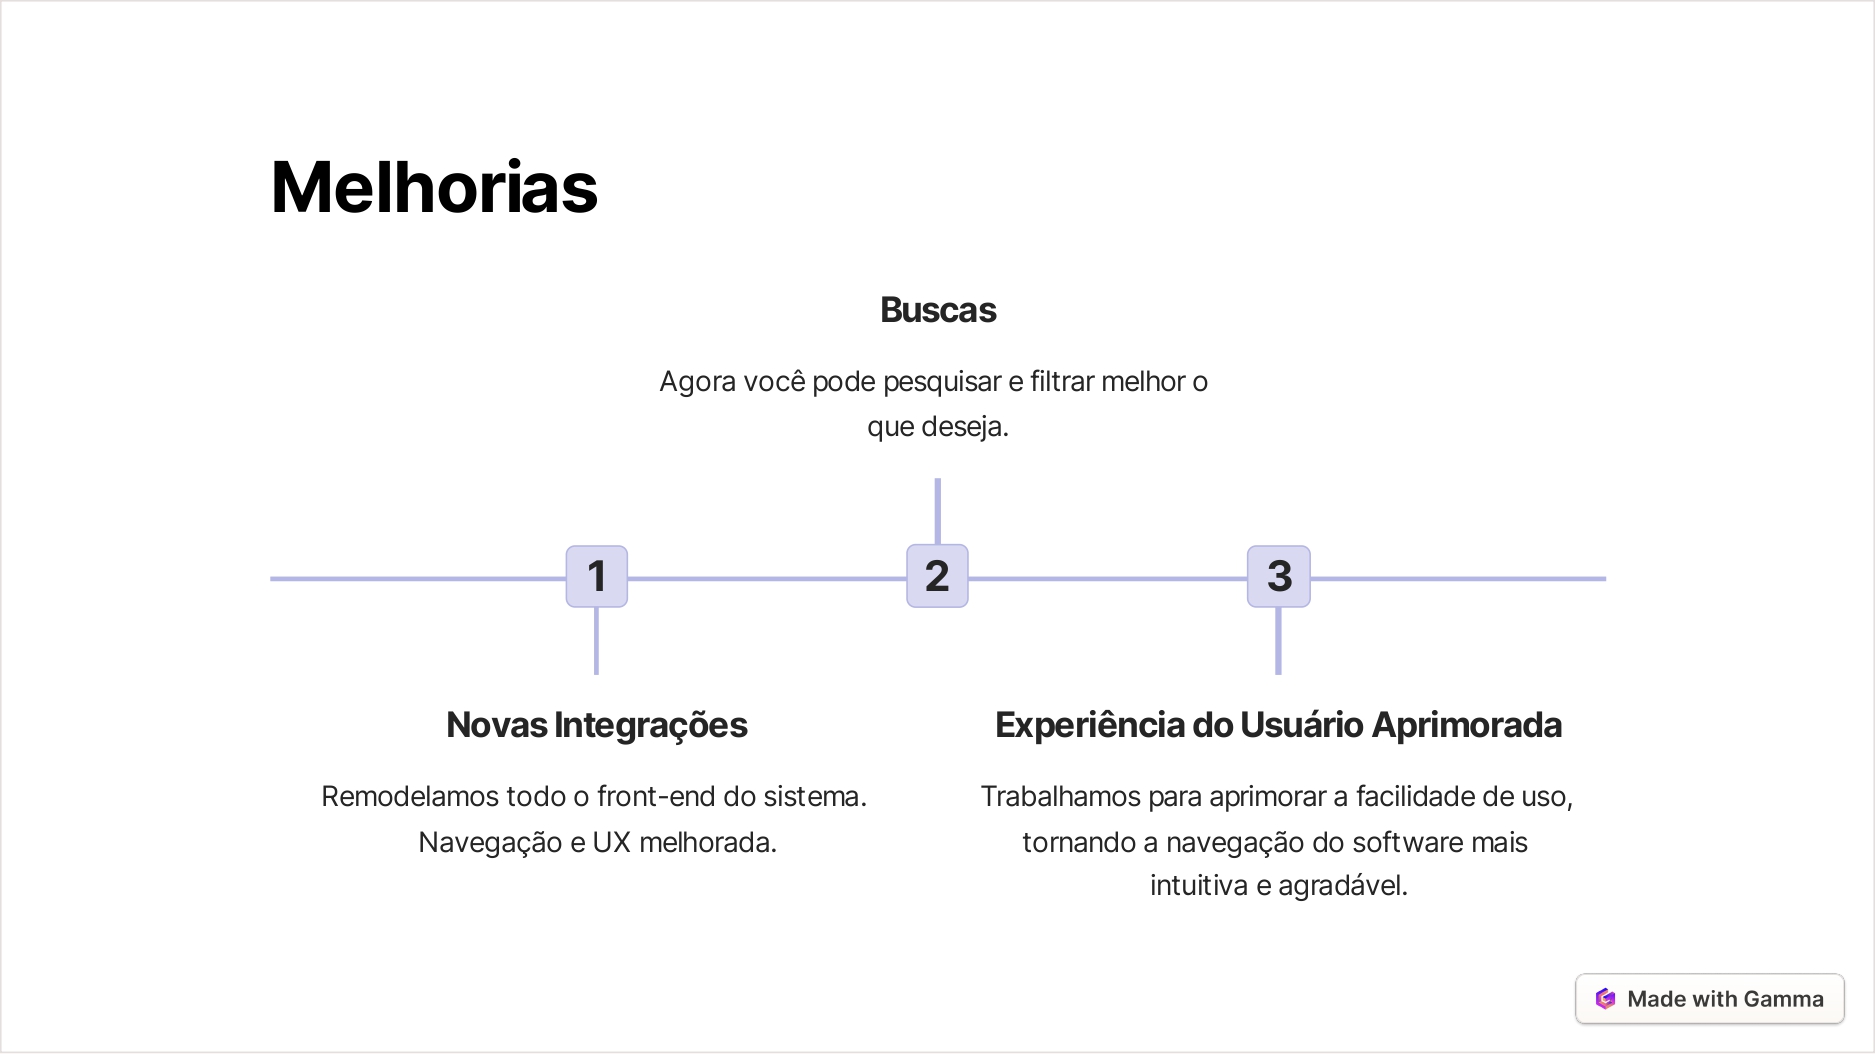 Melhorias
Buscas
Agora você pode pesquisar e filtrar melhor o
que deseja.
1
2
3
Novas Integrações
Remodelamos todo o front-end do sistema.
Navegação e UX melhorada.
Experiência do Usuário Aprimorada
Trabalhamos para aprimorar a facilidade de uso,
tornando a navegação do software mais
intuitiva e agradável.
Made with Gamma